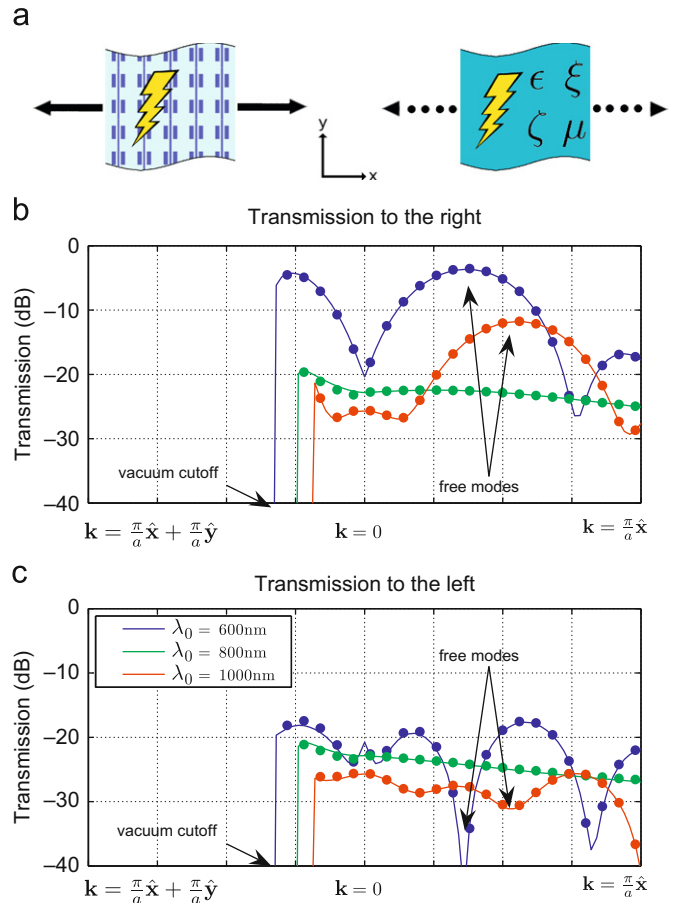 a
ϵ ξ
ζ μ
y
x
b
Transmission to the right
Transmission (dB)
0
−10
−20
−30
−40
vacuum cutoff
free modes
k = π/a x̂ + π/a ŷ
k = 0
k = π/a x̂
c
Transmission to the left
Transmission (dB)
0
−10
−20
−30
−40
λ₀ = 600nm
λ₀ = 800nm
λ₀ = 1000nm
free modes
vacuum cutoff
k = π/a x̂ + π/a ŷ
k = 0
k = π/a x̂